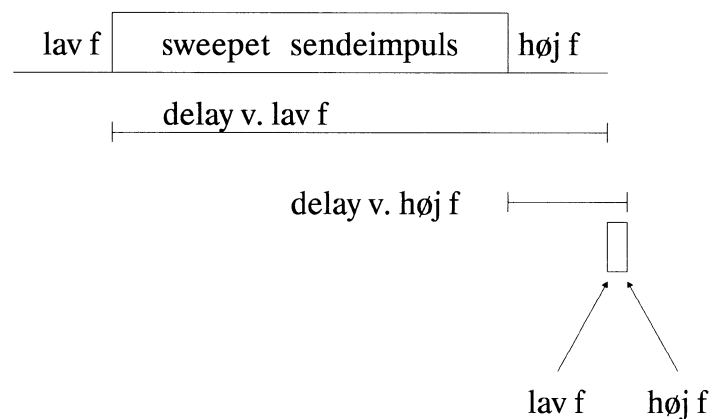 lav f sweepet sendeimpuls høj f
delay v. lav f
delay v. høj f
lav f høj f